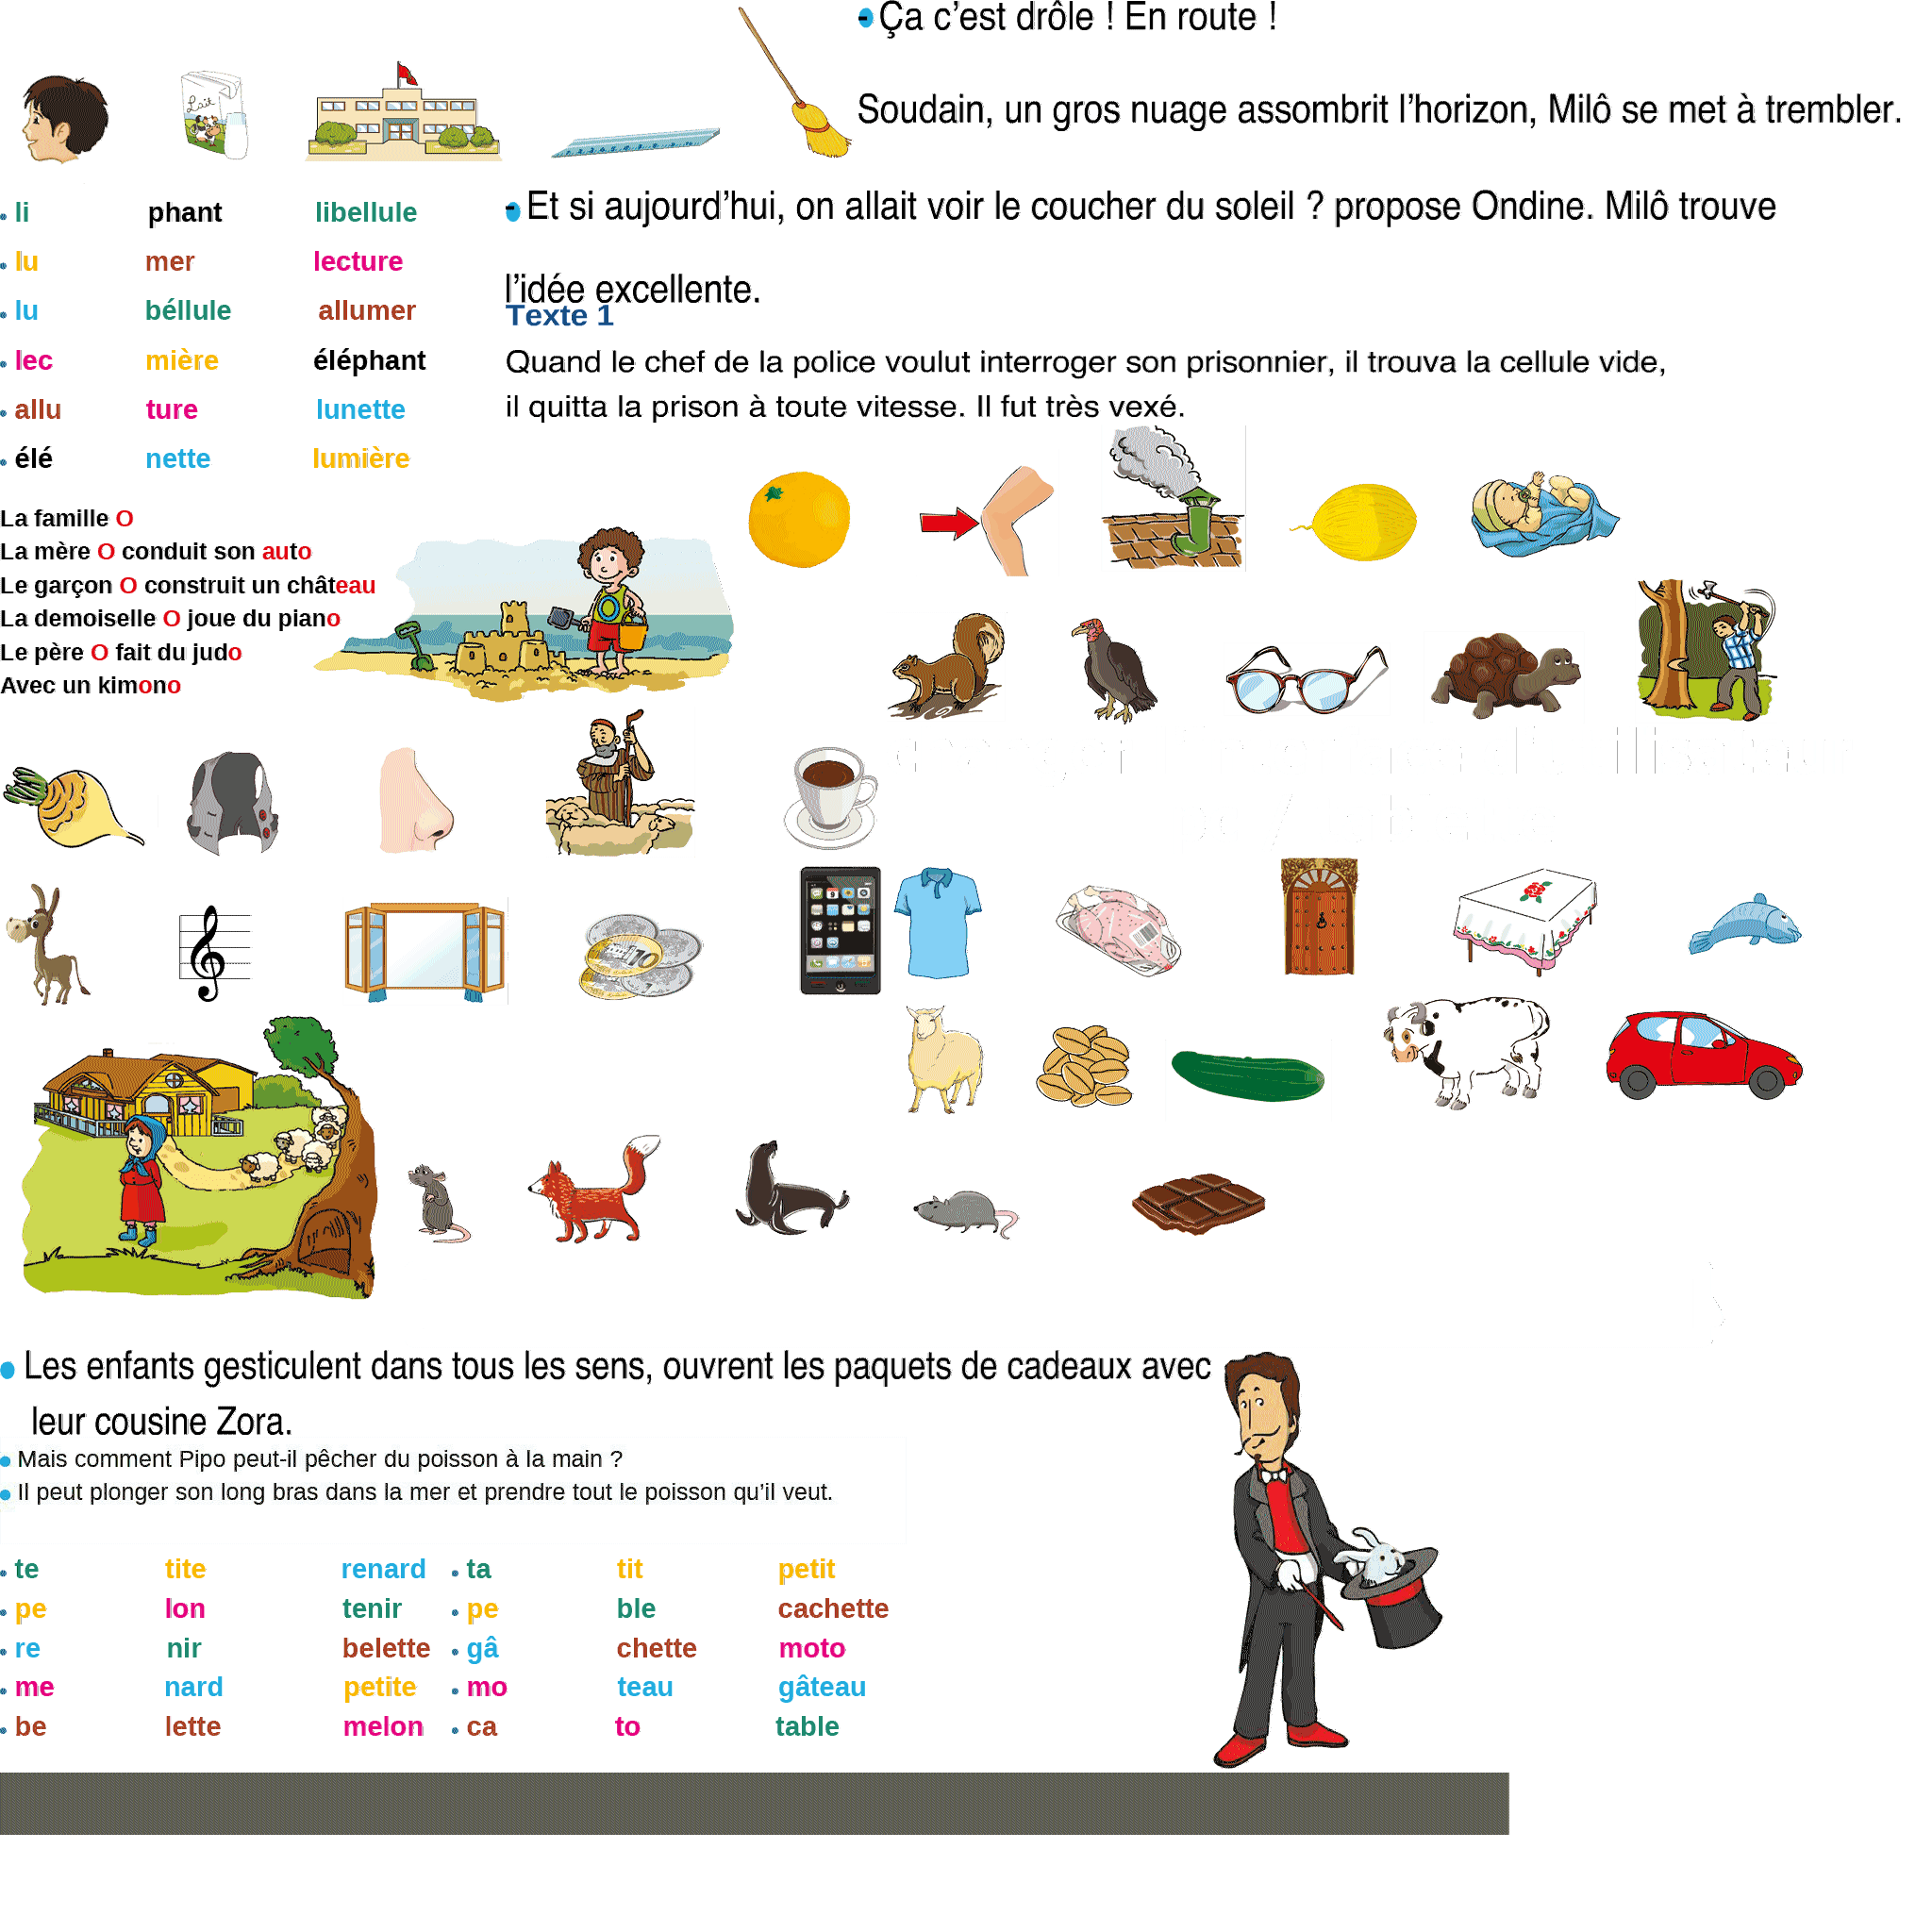 - Ça c’est drôle ! En route !
Soudain, un gros nuage assombrit l’horizon, Milô se met à trembler.
Lait
- Et si aujourd’hui, on allait voir le coucher du soleil ? propose Ondine. Milô trouve
l’idée excellente.
• li phant libellule
• lu mer lecture
• lu béllule allumer
• lec mière éléphant
• allu ture lunette
• élé nette lumière
Texte 1
Quand le chef de la police voulut interroger son prisonnier, il trouva la cellule vide,
il quitta la prison à toute vitesse. Il fut très vexé.
La famille O
La mère O conduit son auto
Le garçon O construit un château
La demoiselle O joue du piano
Le père O fait du judo
Avec un kimono
• Les enfants gesticulent dans tous les sens, ouvrent les paquets de cadeaux avec
leur cousine Zora.
• Mais comment Pipo peut-il pêcher du poisson à la main ?
• Il peut plonger son long bras dans la mer et prendre tout le poisson qu’il veut.
• te tite renard
• pe lon tenir
• re nir belette
• me nard petite
• be lette melon
• ta tit petit
• pe ble cachette
• gâ chette moto
• mo teau gâteau
• ca to table